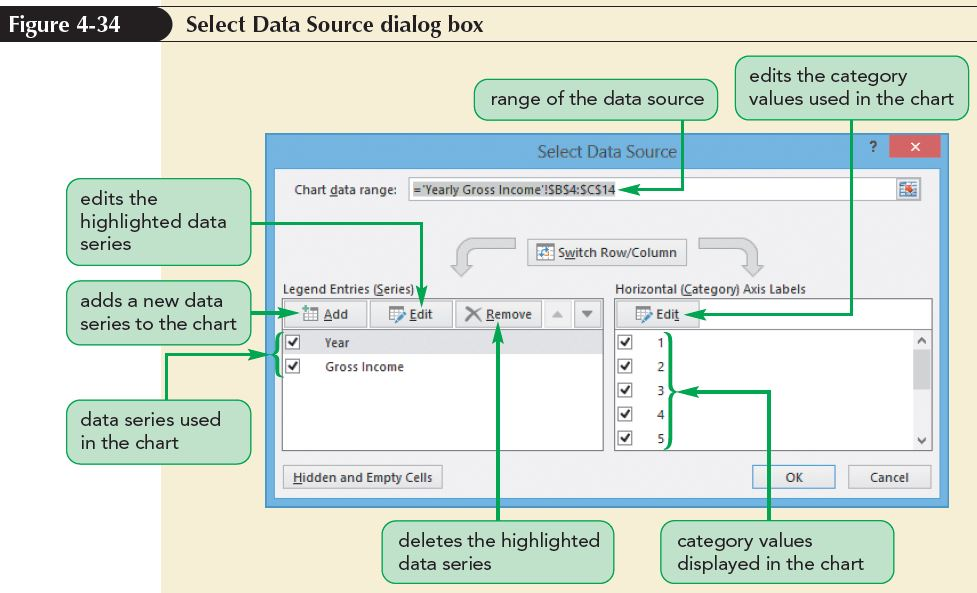 Figure 4-34
Select Data Source dialog box
edits the category
values used in the chart
range of the data source
Select Data Source
?
Chart data range:
='Yearly Gross Income'!$B$4:$C$14
edits the
highlighted data
series
Switch Row/Column
Legend Entries (Series)
Horizontal (Category) Axis Labels
adds a new data
series to the chart
Add
Edit
Remove
Edit
Year
Gross Income
1
2
3
4
5
data series used
in the chart
Hidden and Empty Cells
OK
Cancel
deletes the highlighted
data series
category values
displayed in the chart